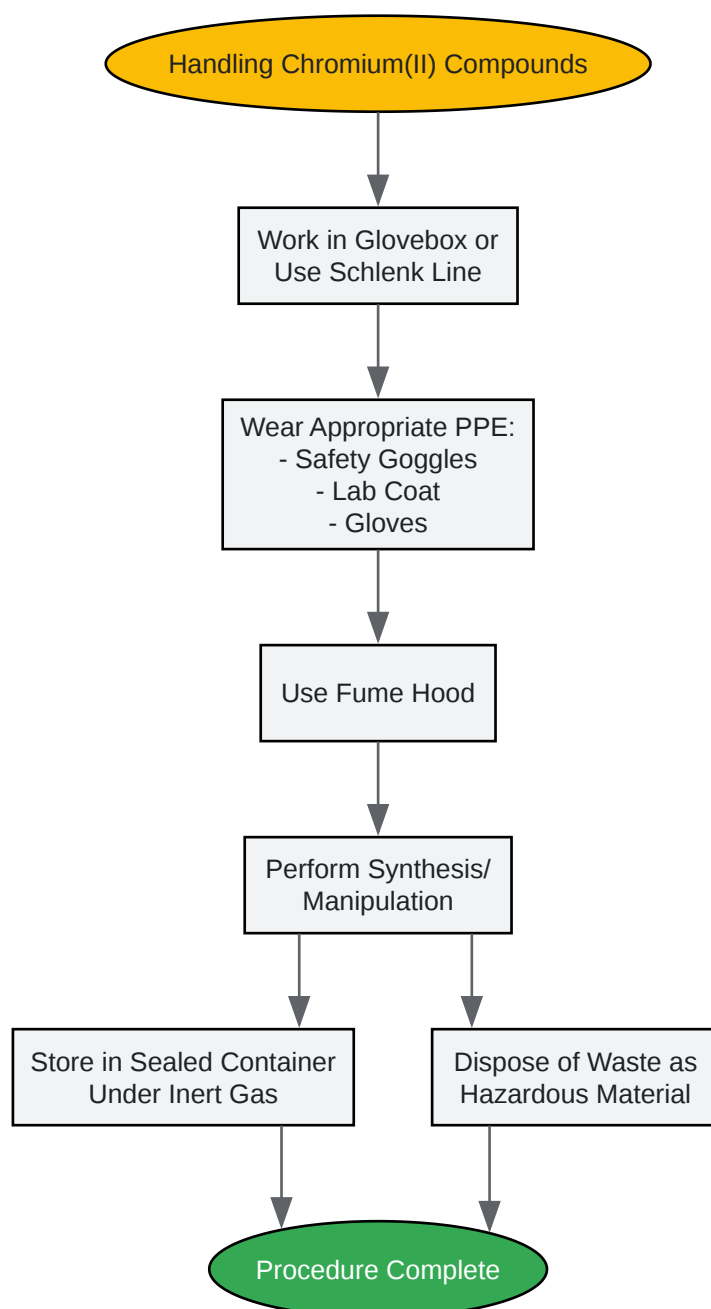 Handling Chromium(II) Compounds
Work in Glovebox or
Use Schlenk Line
Wear Appropriate PPE:
- Safety Goggles
- Lab Coat
- Gloves
Use Fume Hood
Perform Synthesis/
Manipulation
Store in Sealed Container
Under Inert Gas
Dispose of Waste as
Hazardous Material
Procedure Complete